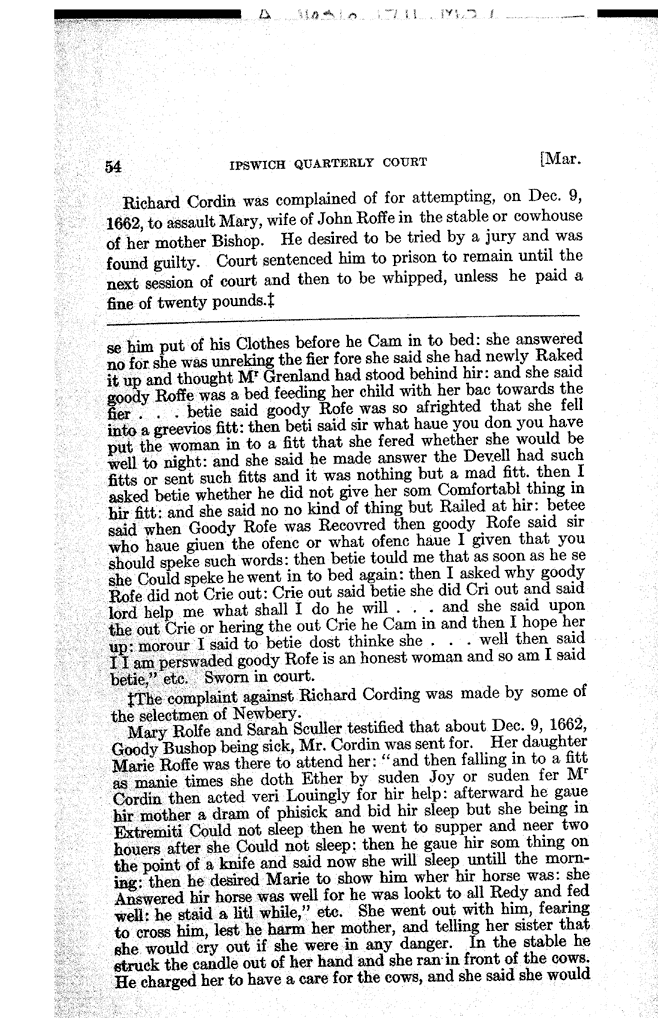 54 IPSWICH QUARTERLY COURT [Mar.
Richard Cordin was complained of for attempting, on Dec. 9,
1662, to assault Mary, wife of John Roffe in the stable or cowhouse
of her mother Bishop. He desired to be tried by a jury and was
found guilty. Court sentenced him to prison to remain until the
next session of court and then to be whipped, unless he paid a
fine of twenty pounds.‡
se him put of his Clothes before he Cam in to bed: she answered
no for she was unreking the fier fore she said she had newly Raked
it up and thought Mʳ Grenland had stood behind hir: and she said
goody Roffe was a bed feeding her child with her bac towards the
fier . . . betie said goody Rofe was so afrighted that she fell
into a greevios fitt: then beti said sir what haue you don you have
put the woman in to a fitt that she fered whether she would be
well to night: and she said he made answer the Devell had such
fitts or sent such fitts and it was nothing but a mad fitt. then I
asked betie whether he did not give her som Comfortabl thing in
hir fitt: and she said no no kind of thing but Railed at hir: betee
said when Goody Rofe was Recovred then goody Rofe said sir
who haue giuen the ofenc or what ofenc haue I given that you
should speke such words: then betie tould me that as soon as he se
she Could speke he went in to bed again: then I asked why goody
Rofe did not Crie out: Crie out said betie she did Cri out and said
lord help me what shall I do he will . . . and she said upon
the out Crie or hering the out Crie he Cam in and then I hope her
up: morour I said to betie dost thinke she . . . well then said
I I am perswaded goody Rofe is an honest woman and so am I said
betie," etc. Sworn in court.
‡The complaint against Richard Cording was made by some of
the selectmen of Newbery.
Mary Rolfe and Sarah Sculler testified that about Dec. 9, 1662,
Goody Bushop being sick, Mr. Cordin was sent for. Her daughter
Marie Roffe was there to attend her: "and then falling in to a fitt
as manie times she doth Ether by suden Joy or suden fer Mʳ
Cordin then acted veri Louingly for hir help: afterward he gaue
hir mother a dram of phisick and bid hir sleep but she being in
Extremiti Could not sleep then he went to supper and neer two
houers after she Could not sleep: then he gaue hir som thing on
the point of a knife and said now she will sleep untill the morn-
ing: then he desired Marie to show him wher hir horse was: she
Answered hir horse was well for he was lookt to all Redy and fed
well: he staid a litl while," etc. She went out with him, fearing
to cross him, lest he harm her mother, and telling her sister that
she would cry out if she were in any danger. In the stable he
struck the candle out of her hand and she ran in front of the cows.
He charged her to have a care for the cows, and she said she would